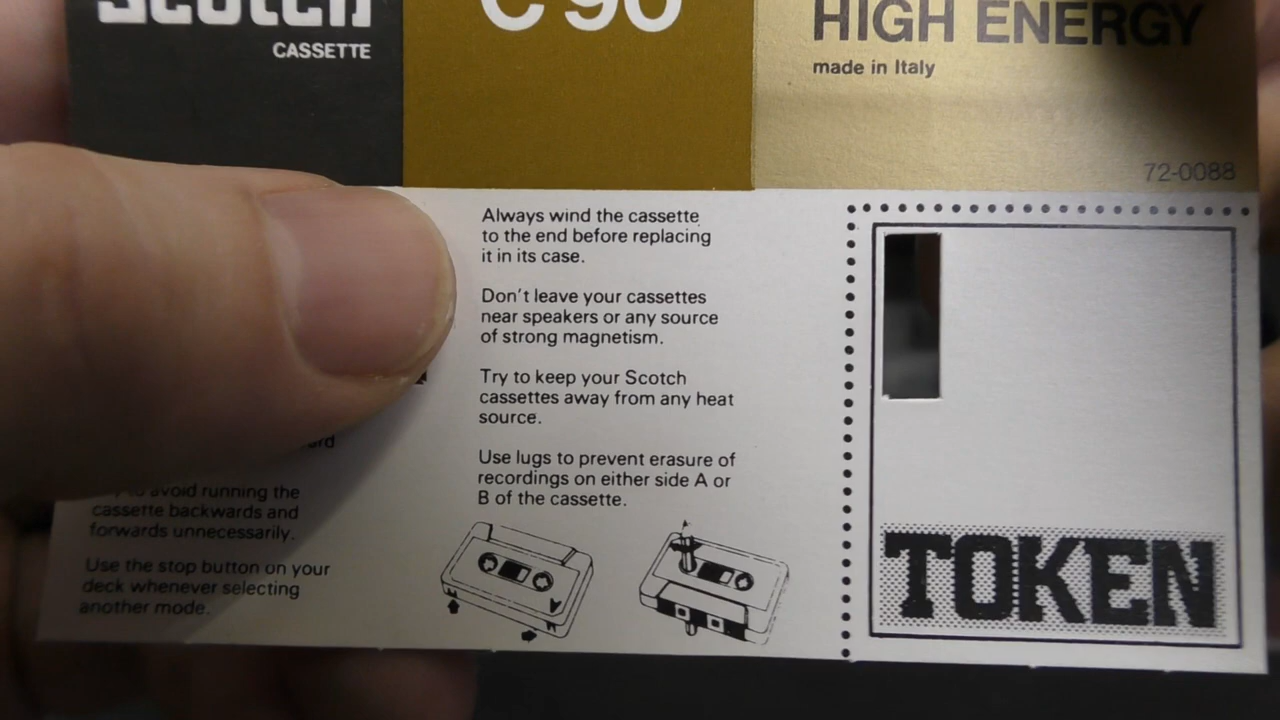 Scotch
CASSETTE
C 90
HIGH ENERGY
made in Italy
72-0088
avoid running the
cassette backwards and
forwards unnecessarily.
Use the stop button on your
deck whenever selecting
another mode.
Always wind the cassette
to the end before replacing
it in its case.
Don't leave your cassettes
near speakers or any source
of strong magnetism.
Try to keep your Scotch
cassettes away from any heat
source.
Use lugs to prevent erasure of
recordings on either side A or
B of the cassette.
TOKEN